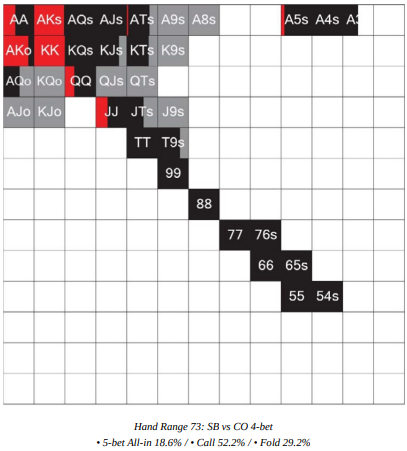 AA AKs AQs AJs ATs A9s A8s A5s A4s
AKo KK KQs KJs KTs K9s
AQo KQo QQ QJs QTs
AJo KJo JJ JTs J9s
TT T9s
99
88
77 76s
66 65s
55 54s
Hand Range 73: SB vs CO 4-bet
• 5-bet All-in 18.6% / • Call 52.2% / • Fold 29.2%